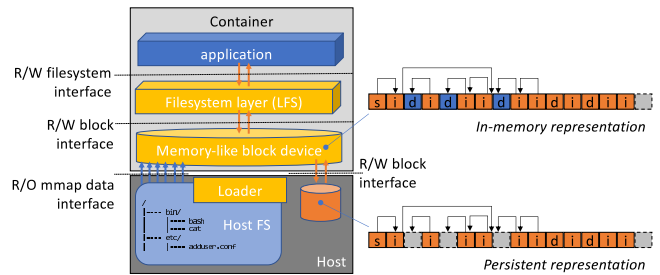 Container
application
R/W filesystem
interface
Filesystem layer (LFS)
R/W block
interface
Memory-like block device
R/O mmap data
interface
R/W block
interface
Loader
Host FS
/
|---- bin/
|---- bash
|---- cat
|---- etc/
|---- adduser.conf
Host
s i d i d i i d i i d i d i i
In-memory representation
s i i i i i i d i d i i
Persistent representation